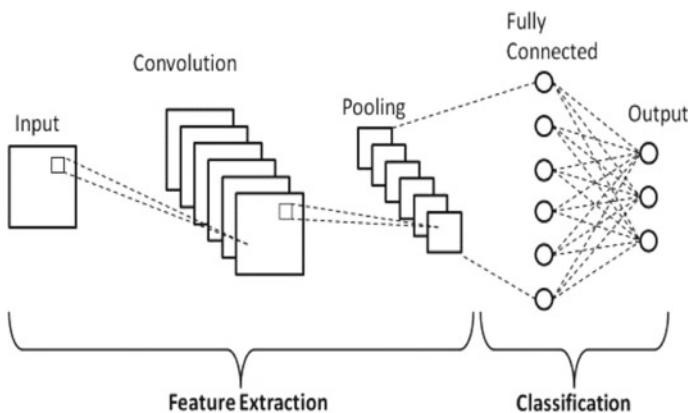 Fully
Connected
Convolution
Pooling
Output
Input
Feature Extraction
Classification